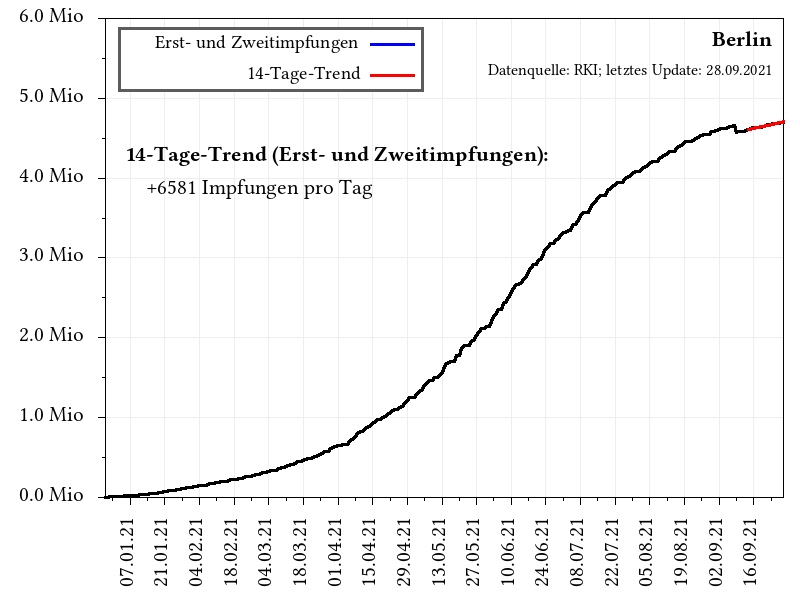 6.0 Mio
5.0 Mio
4.0 Mio
3.0 Mio
2.0 Mio
1.0 Mio
0.0 Mio
Erst- und Zweitimpfungen
14-Tage-Trend
Berlin
Datenquelle: RKI; letztes Update: 28.09.2021
14-Tage-Trend (Erst- und Zweitimpfungen):
+6581 Impfungen pro Tag
07.01.21
21.01.21
04.02.21
18.02.21
04.03.21
18.03.21
01.04.21
15.04.21
29.04.21
13.05.21
27.05.21
10.06.21
24.06.21
08.07.21
22.07.21
05.08.21
19.08.21
02.09.21
16.09.21